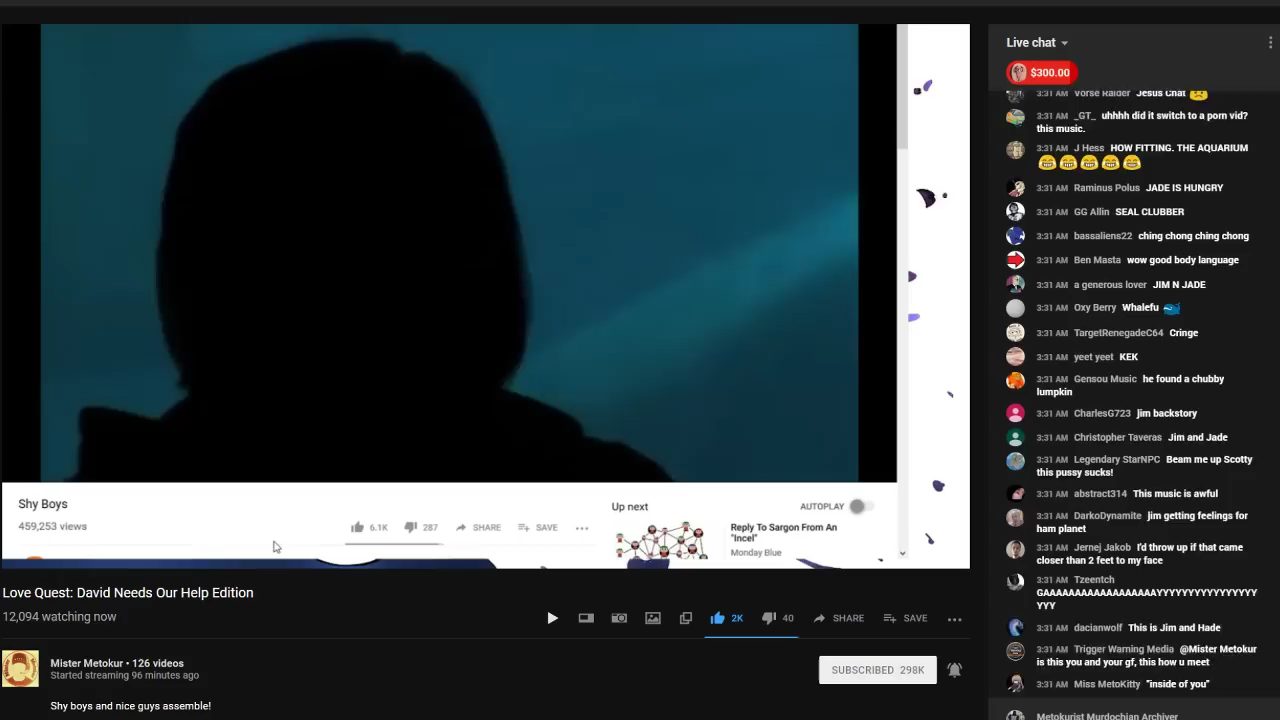 Live chat
$300.00
3:31 AM Vorse Raider Jesus Chat
3:31 AM _GT_ uhhhh did it switch to a porn vid?
this music.
3:31 AM J Hess HOW FITTING. THE AQUARIUM
3:31 AM Raminus Polus JADE IS HUNGRY
3:31 AM GG Allin SEAL CLUBBER
3:31 AM bassaliens22 ching chong ching chong
3:31 AM Ben Masta wow good body language
3:31 AM a generous lover JIM N JADE
3:31 AM Oxy Berry Whalefu
3:31 AM TargetRenegadeC64 Cringe
3:31 AM yeet yeet KEK
3:31 AM Gensou Music he found a chubby
lumpkin
3:31 AM CharlesG723 jim backstory
3:31 AM Christopher Taveras Jim and Jade
3:31 AM Legendary StarNPC Beam me up Scotty
this pussy sucks!
3:31 AM abstract314 This music is awful
3:31 AM DarkoDynamite jim getting feelings for
ham planet
3:31 AM Jernej Jakob I'd throw up if that came
closer than 2 feet to my face
3:31 AM Tzeentch
GAAAAAAAAAAAAAAAAAYYYYYYYYYYYYYYY
YYY
3:31 AM dacianwolf This is Jim and Hade
3:31 AM Trigger Warning Media @Mister Metokur
is this you and your gf, this how u meet
3:31 AM Miss MetoKitty "inside of you"
Metokurist Murdochian Archiver
Shy Boys
459,253 views
6.1K 287 SHARE SAVE
Up next
AUTOPLAY
Reply To Sargon From An
"Incel"
Monday Blue
Love Quest: David Needs Our Help Edition
12,094 watching now
2K 40 SHARE SAVE
Mister Metokur • 126 videos
Started streaming 96 minutes ago
SUBSCRIBED 298K
Shy boys and nice guys assemble!